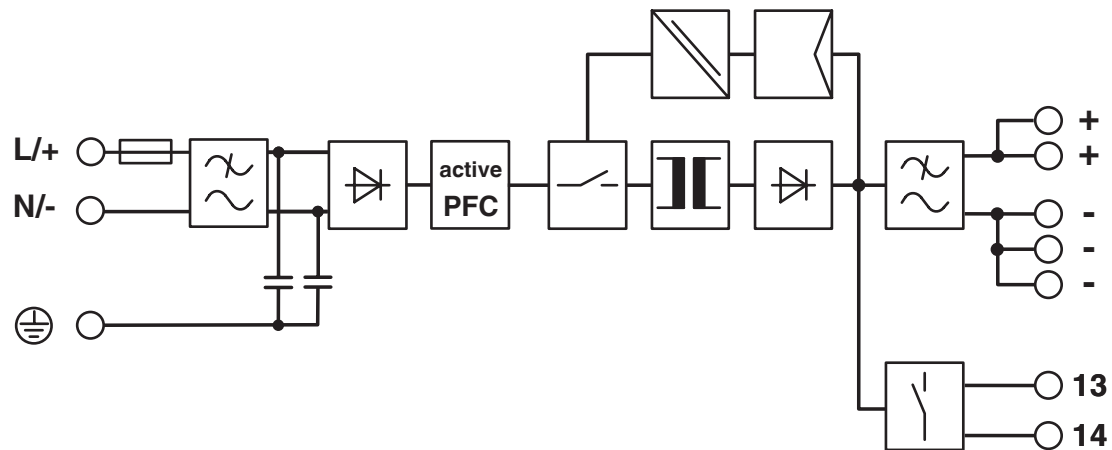 L/+
N/-
active
PFC
+
+
-
-
-
13
14